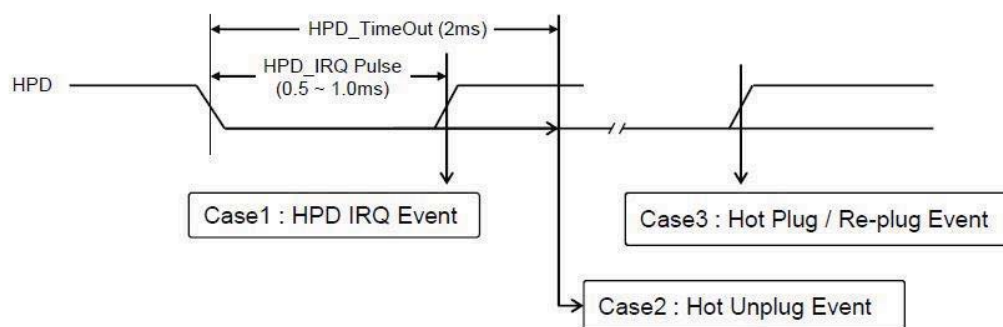 HPD_TimeOut (2ms)
HPD_IRQ Pulse
(0.5 ~ 1.0ms)
HPD
Case1 : HPD IRQ Event
Case3 : Hot Plug / Re-plug Event
Case2 : Hot Unplug Event